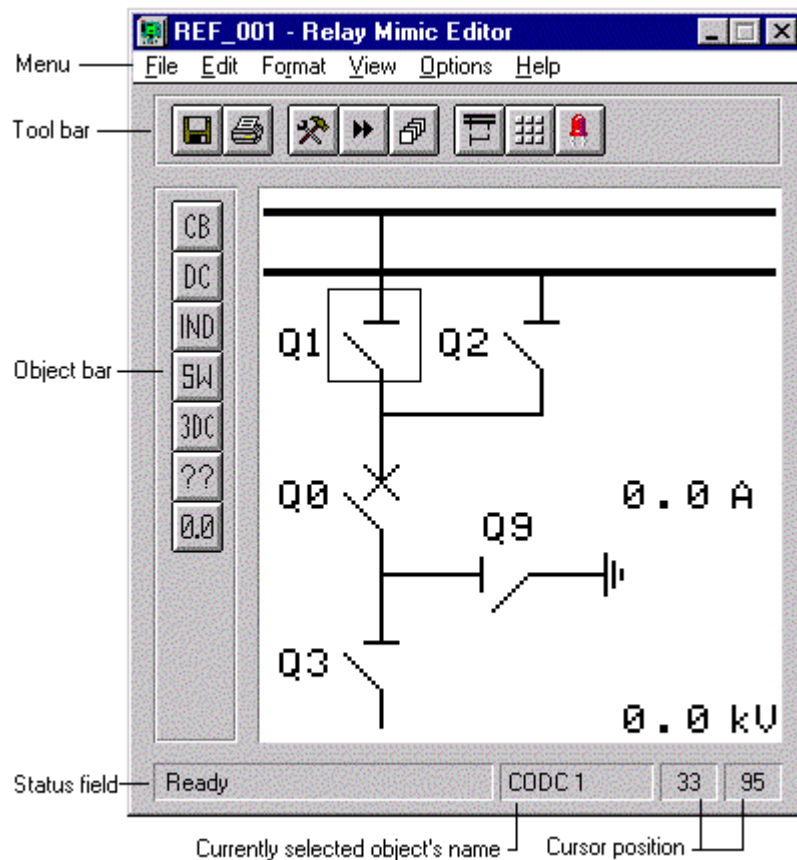 REF_001 - Relay Mimic Editor
Menu
File Edit Format View Options Help
Tool bar
CB
DC
IND
Q1 Q2
Object bar
SW
3DC
??
Q0 0.0 A
0.0
Q9
Q3
0.0 kV
Status field
Ready CODC 1 33 95
Currently selected object's name Cursor position